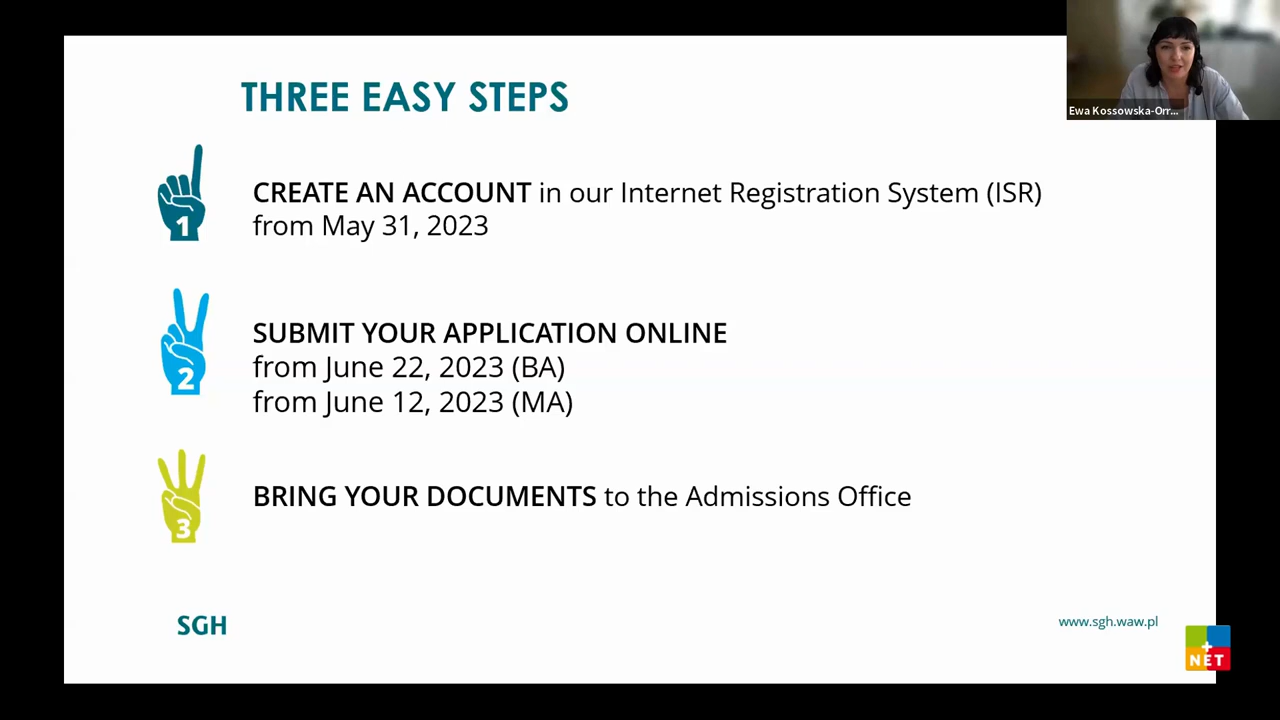 Ewa Kossowska-Orr...
THREE EASY STEPS
1
CREATE AN ACCOUNT in our Internet Registration System (ISR)
from May 31, 2023
2
SUBMIT YOUR APPLICATION ONLINE
from June 22, 2023 (BA)
from June 12, 2023 (MA)
3
BRING YOUR DOCUMENTS to the Admissions Office
SGH
www.sgh.waw.pl
+
NET